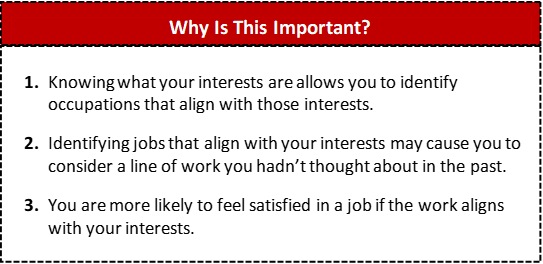 Why Is This Important?
1. Knowing what your interests are allows you to identify
occupations that align with those interests.
2. Identifying jobs that align with your interests may cause you to
consider a line of work you hadn't thought about in the past.
3. You are more likely to feel satisfied in a job if the work aligns
with your interests.